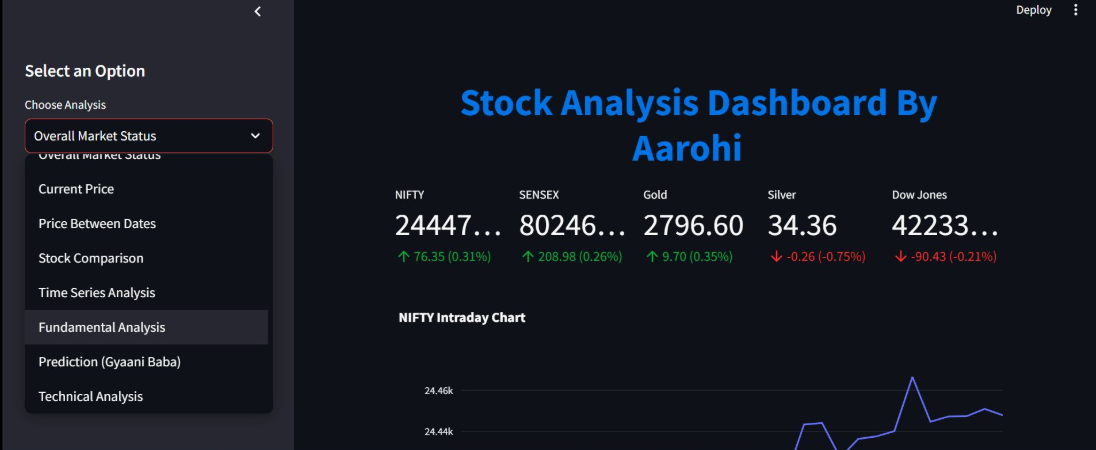 Deploy
Select an Option
Choose Analysis
Overall Market Status
Overall Market Status
Current Price
Price Between Dates
Stock Comparison
Time Series Analysis
Fundamental Analysis
Prediction (Gyaani Baba)
Technical Analysis
Stock Analysis Dashboard By
Aarohi
NIFTY SENSEX Gold Silver Dow Jones
24447… 80246… 2796.60 34.36 42233…
76.35 (0.31%) 208.98 (0.26%) 9.70 (0.35%) -0.26 (-0.75%) -90.43 (-0.21%)
NIFTY Intraday Chart
24.46k
24.44k